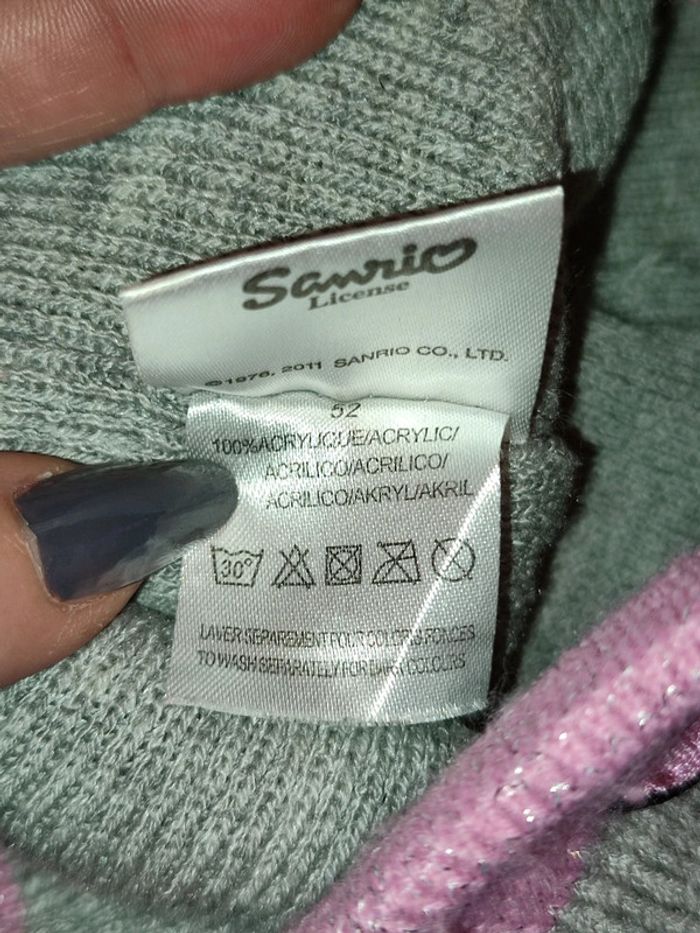 Sanrio
License
©1976, 2011 SANRIO CO., LTD.
52
100%ACRYLIQUE/ACRYLIC/
ACRILICO/ACRILICO/
ACRILICO/AKRYL/AKRIL
30°
LAVER SEPAREMENT POUR COLORIS FONCES
TO WASH SEPARATELY FOR DARK COLOURS